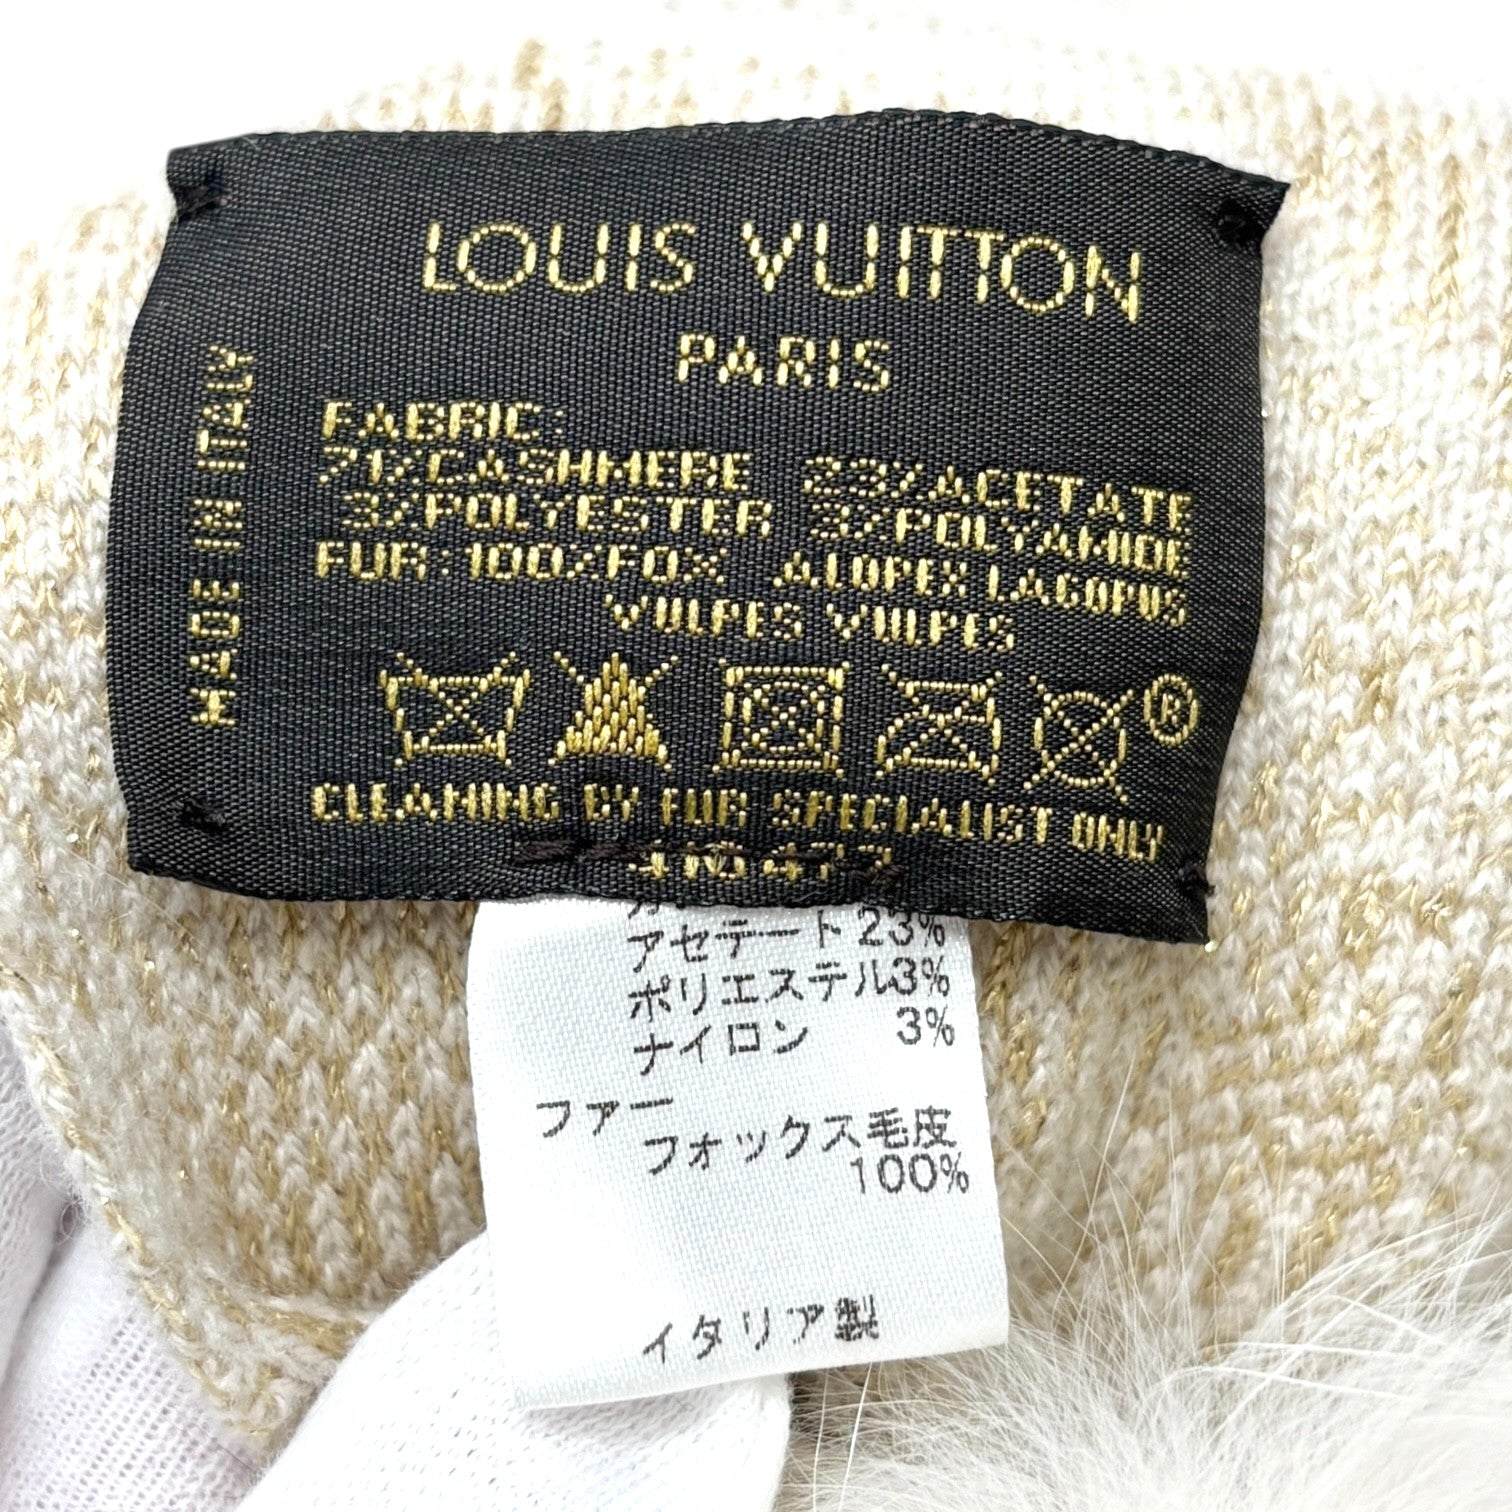 LOUIS VUITTON
PARIS
MADE IN ITALY
FABRIC:
71%CASHMERE 23%ACETATE
3%POLYESTER 3%POLYAMIDE
FUR:100%FOX ALOPEX LAGOPUS
VULPES VULPES
®
CLEANING BY FUR SPECIALIST ONLY
アセテート23%
ポリエステル3%
ナイロン 3%
ファー
フォックス毛皮
100%
イタリア製